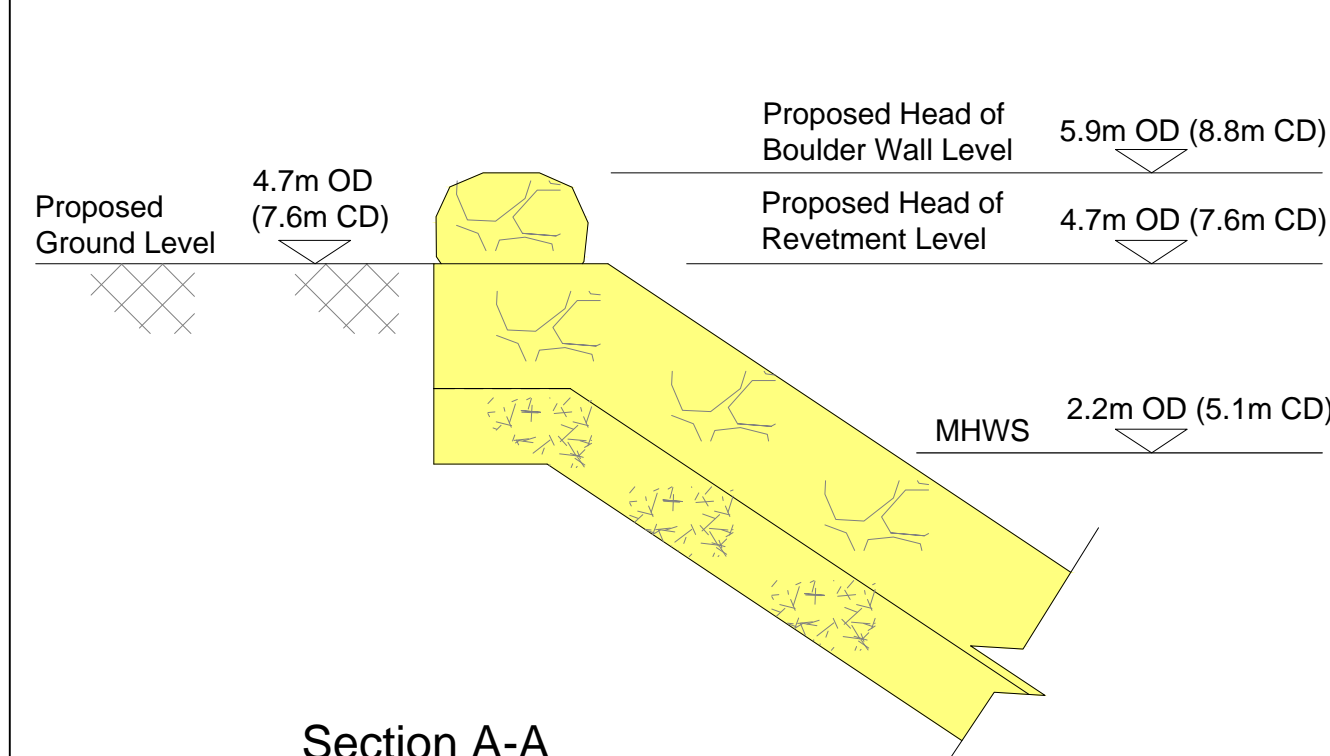 Proposed Head of
Boulder Wall Level
5.9m OD (8.8m CD)
4.7m OD
(7.6m CD)
Proposed
Ground Level
Proposed Head of
Revetment Level
4.7m OD (7.6m CD)
MHWS
2.2m OD (5.1m CD)
Section A-A